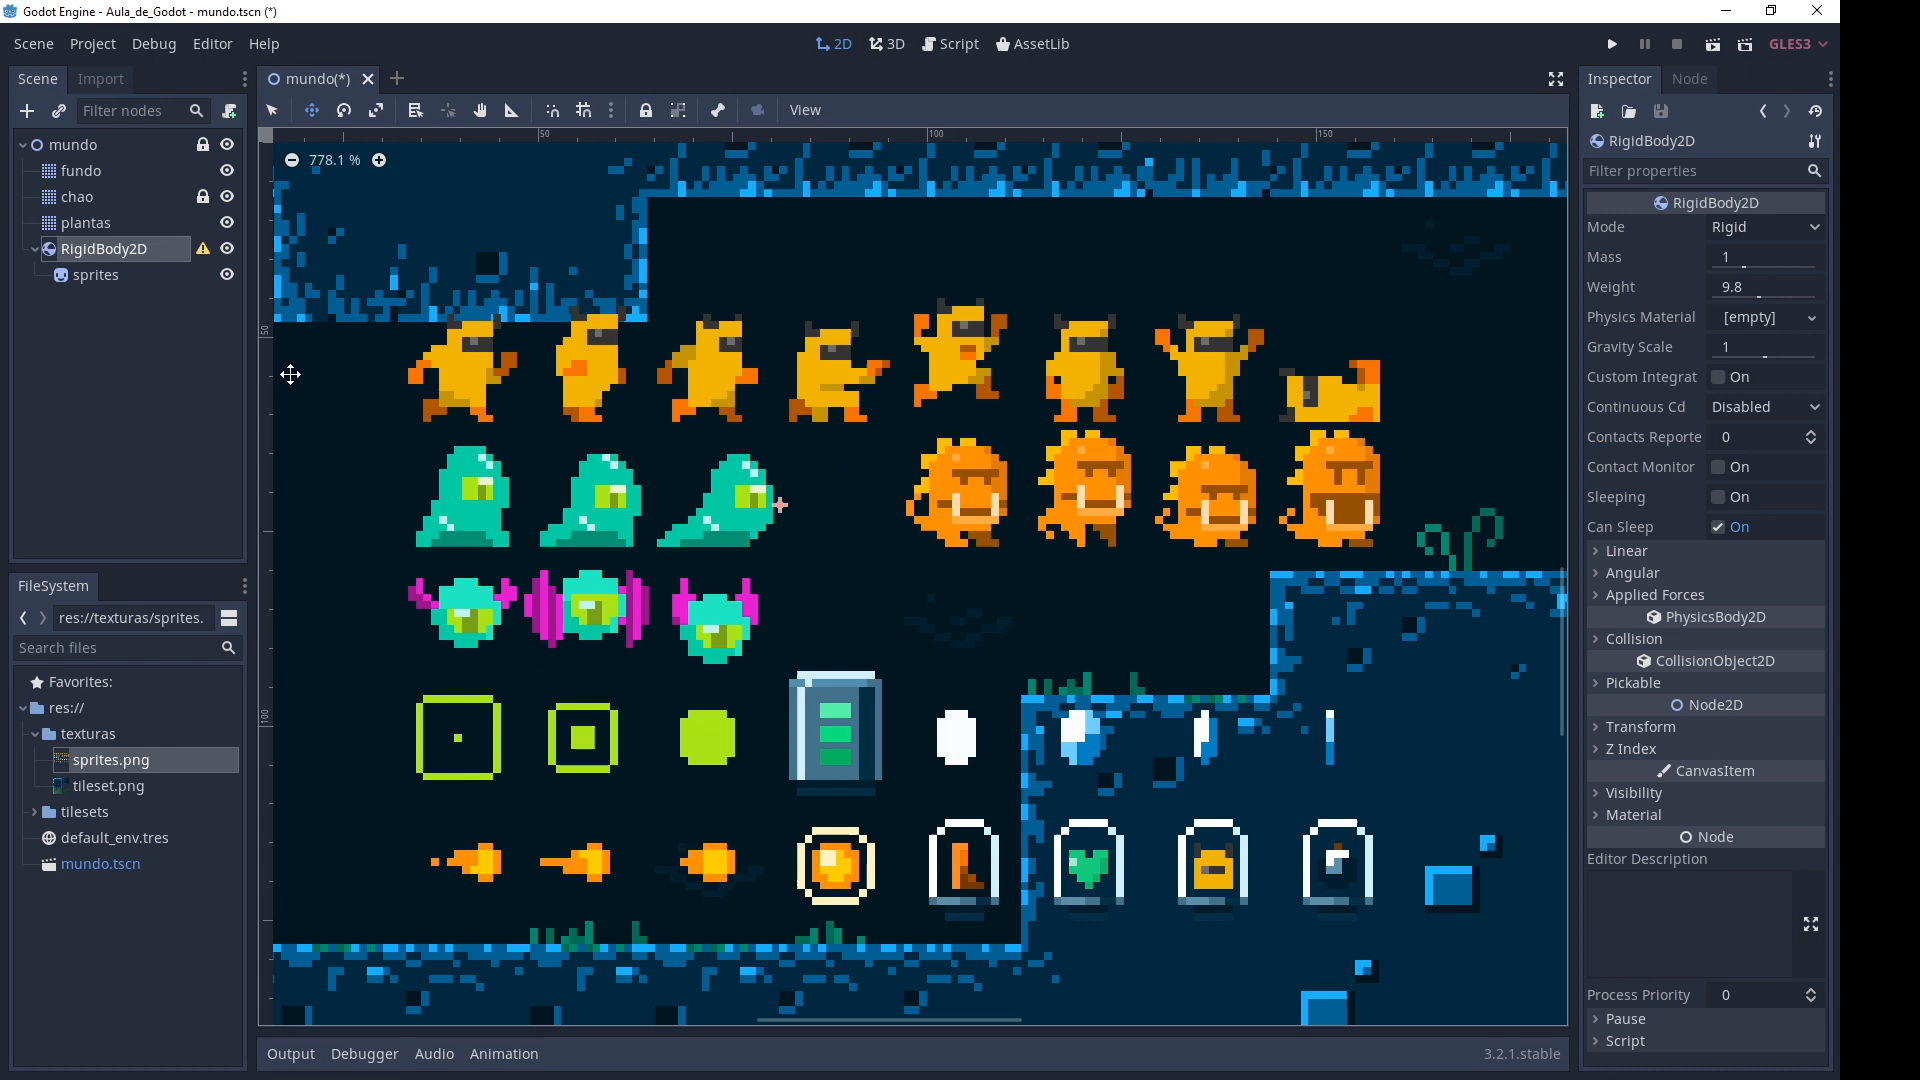 Godot Engine - Aula_de_Godot - mundo.tscn (*)
Scene Project Debug Editor Help
2D 3D Script AssetLib
GLES3
Scene Import
mundo(*)
Inspector Node
Filter nodes
View
mundo
fundo
chao
plantas
RigidBody2D
sprites
50 100 150
778.1 %
50
100
RigidBody2D
Filter properties
RigidBody2D
Mode Rigid
Mass 1
Weight 9.8
Physics Material [empty]
Gravity Scale 1
Custom Integrat On
Continuous Cd Disabled
Contacts Reporte 0
Contact Monitor On
Sleeping On
Can Sleep On
Linear
Angular
Applied Forces
PhysicsBody2D
Collision
CollisionObject2D
Pickable
Node2D
Transform
Z Index
CanvasItem
Visibility
Material
Node
Editor Description
Process Priority 0
Pause
Script
FileSystem
res://texturas/sprites.
Search files
Favorites:
res://
texturas
sprites.png
tileset.png
tilesets
default_env.tres
mundo.tscn
Output Debugger Audio Animation
3.2.1.stable